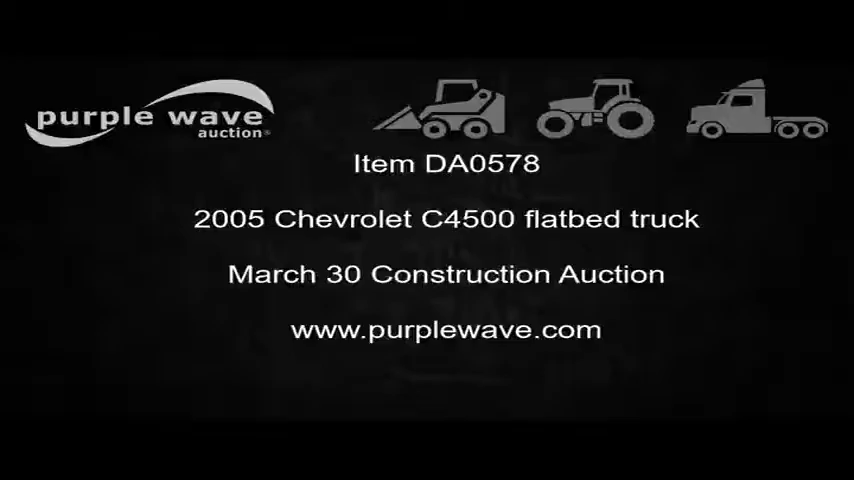 purple wave
auction®
Item DA0578
2005 Chevrolet C4500 flatbed truck
March 30 Construction Auction
www.purplewave.com